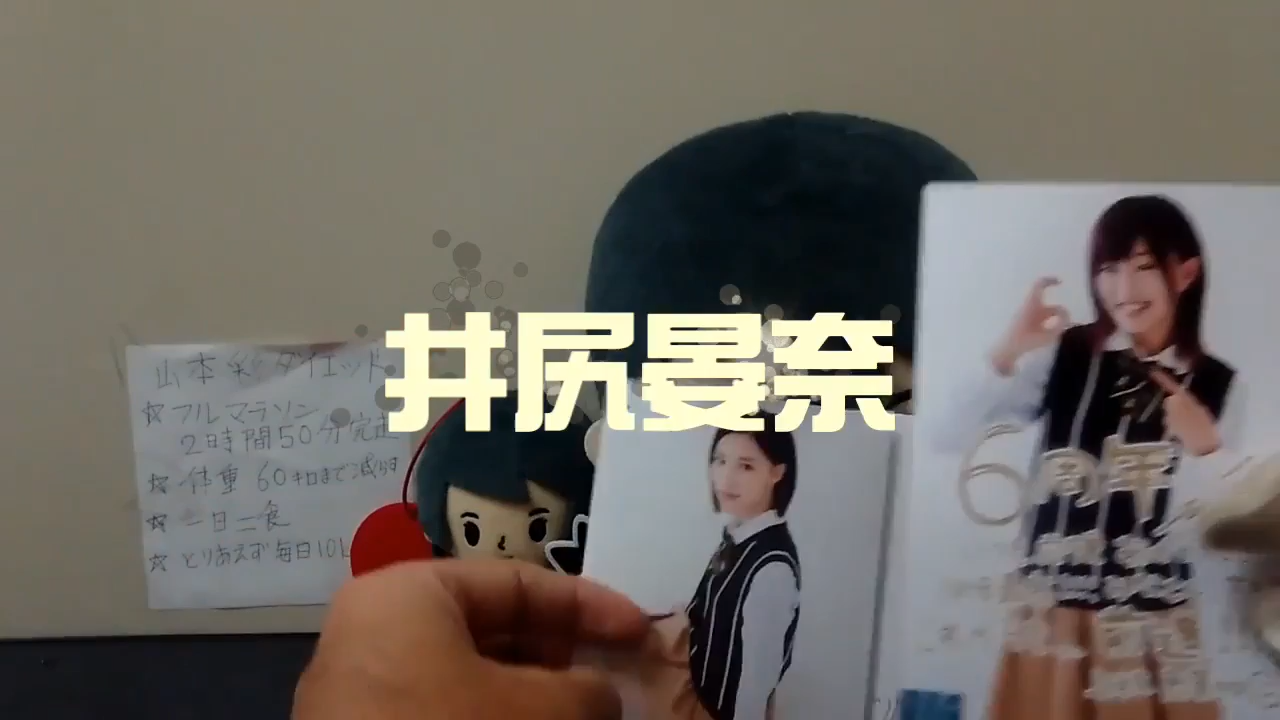 井尻晏奈
山本彩ダイエット
☆フルマラソン
2時間50分完走
☆体重 60キロまで減らす
☆一日二食
☆とりあえず毎日10
6周年